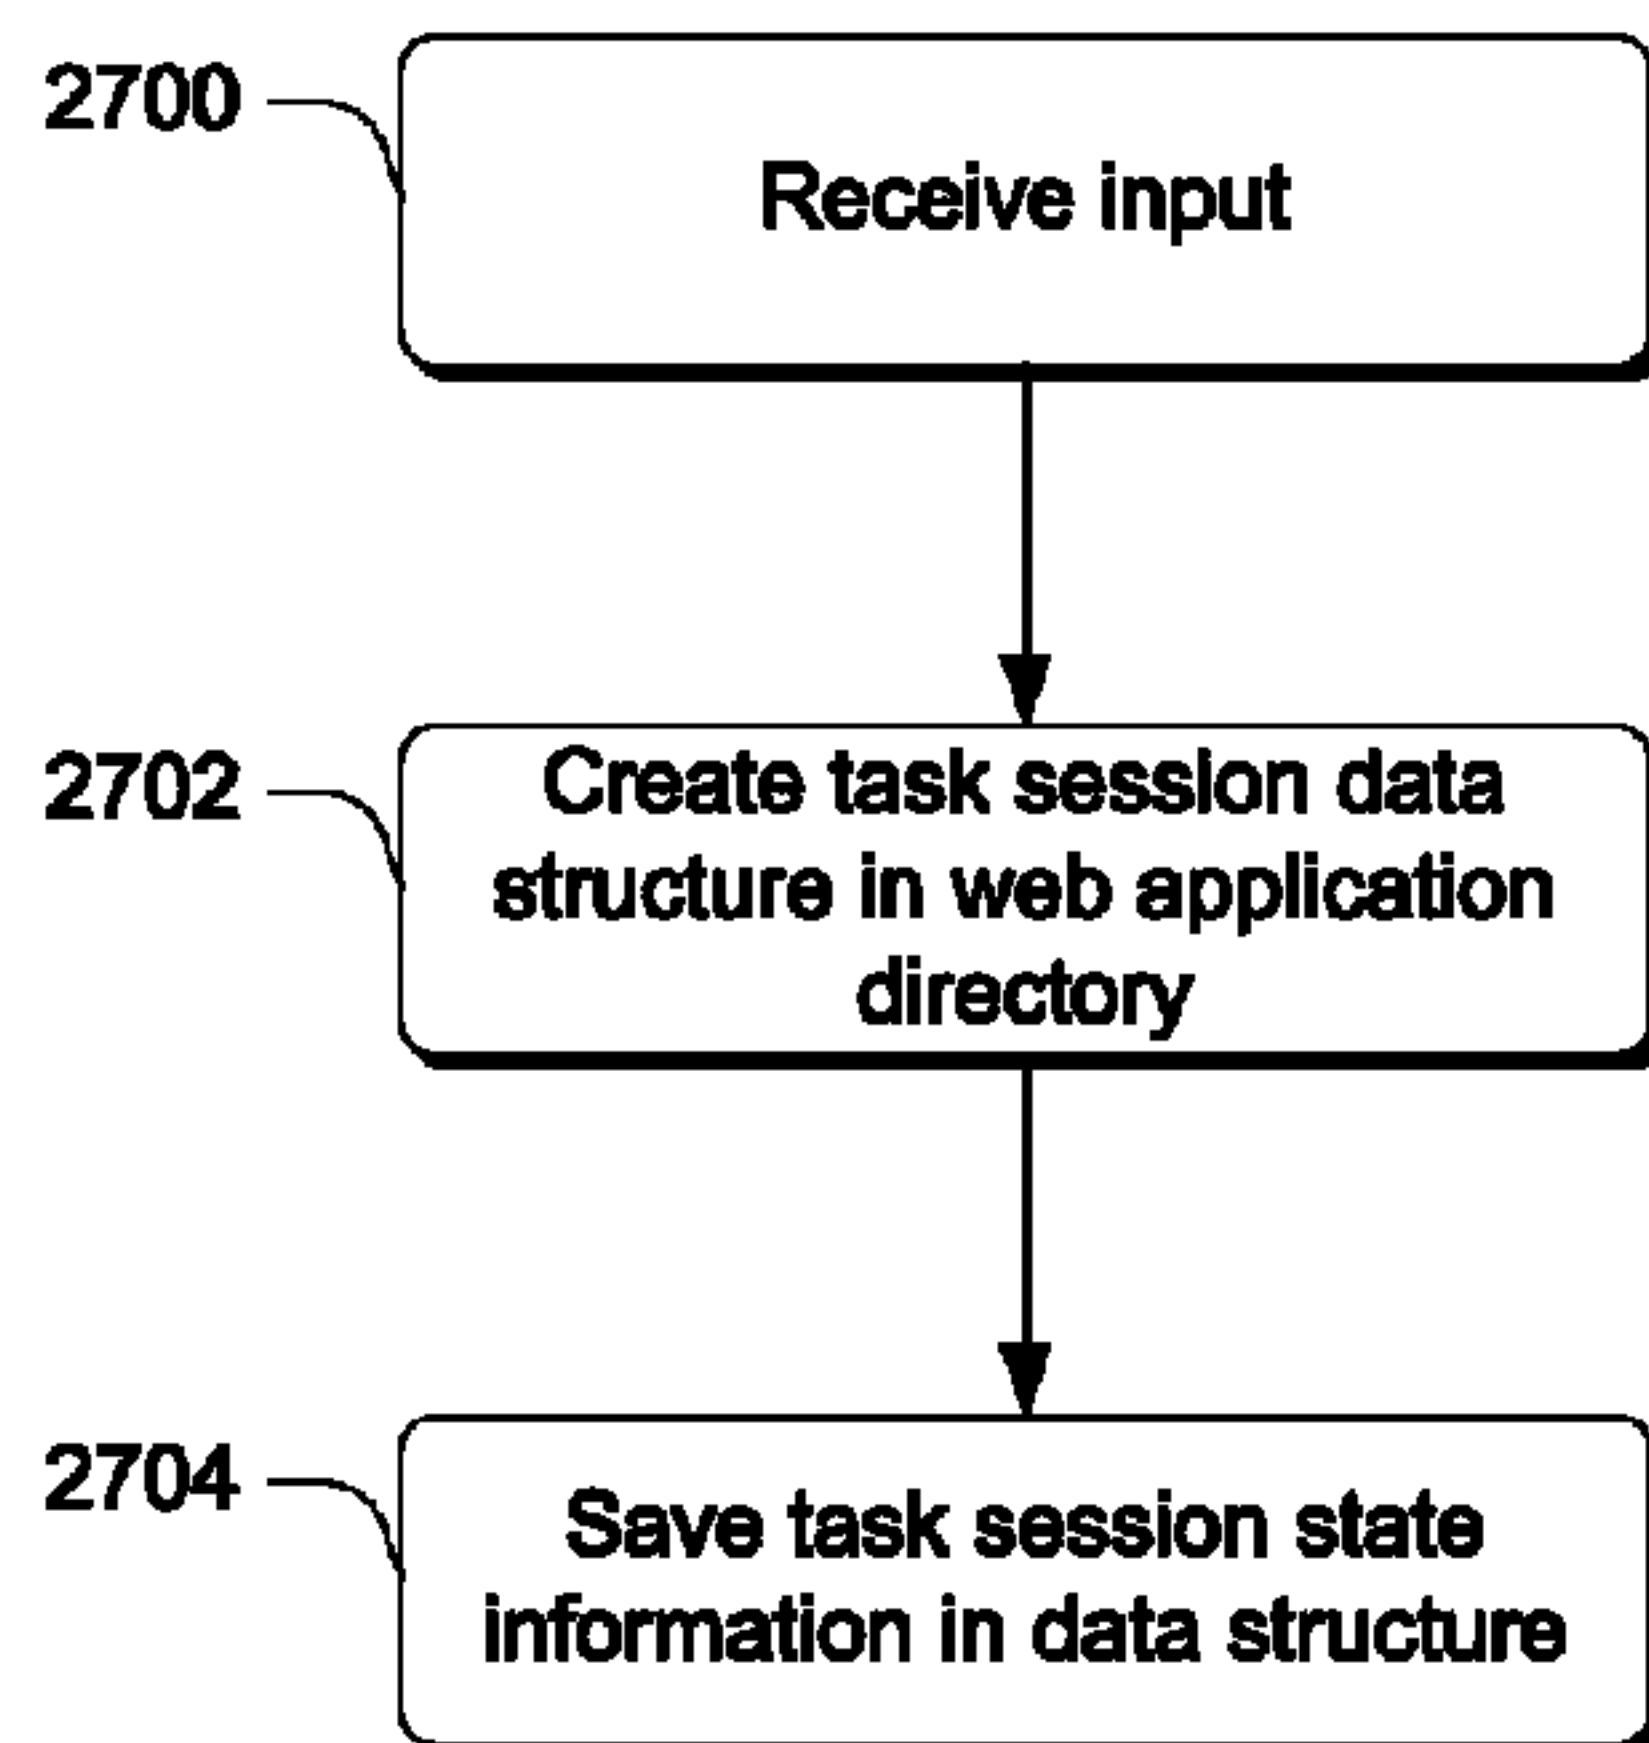 2700
Receive input
2702
Create task session data
structure in web application
directory
2704
Save task session state
information in data structure